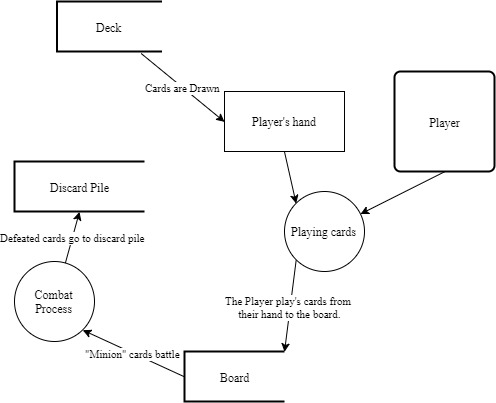 Deck
Cards are Drawn
Player's hand
Player
Discard Pile
Playing cards
Defeated cards go to discard pile
Combat
Process
The Player play's cards from
their hand to the board.
"Minion" cards battle
Board